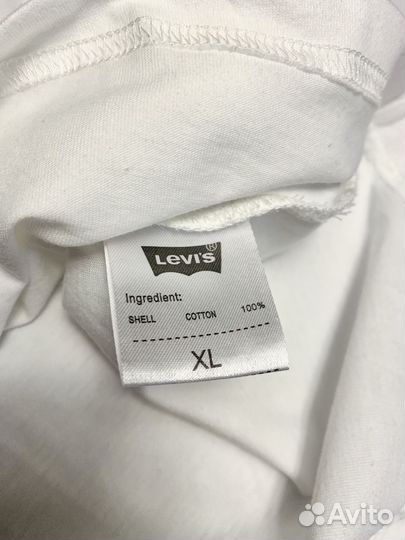 LEVI'S ®
Ingredient:
SHELL COTTON 100%
XL
Avito